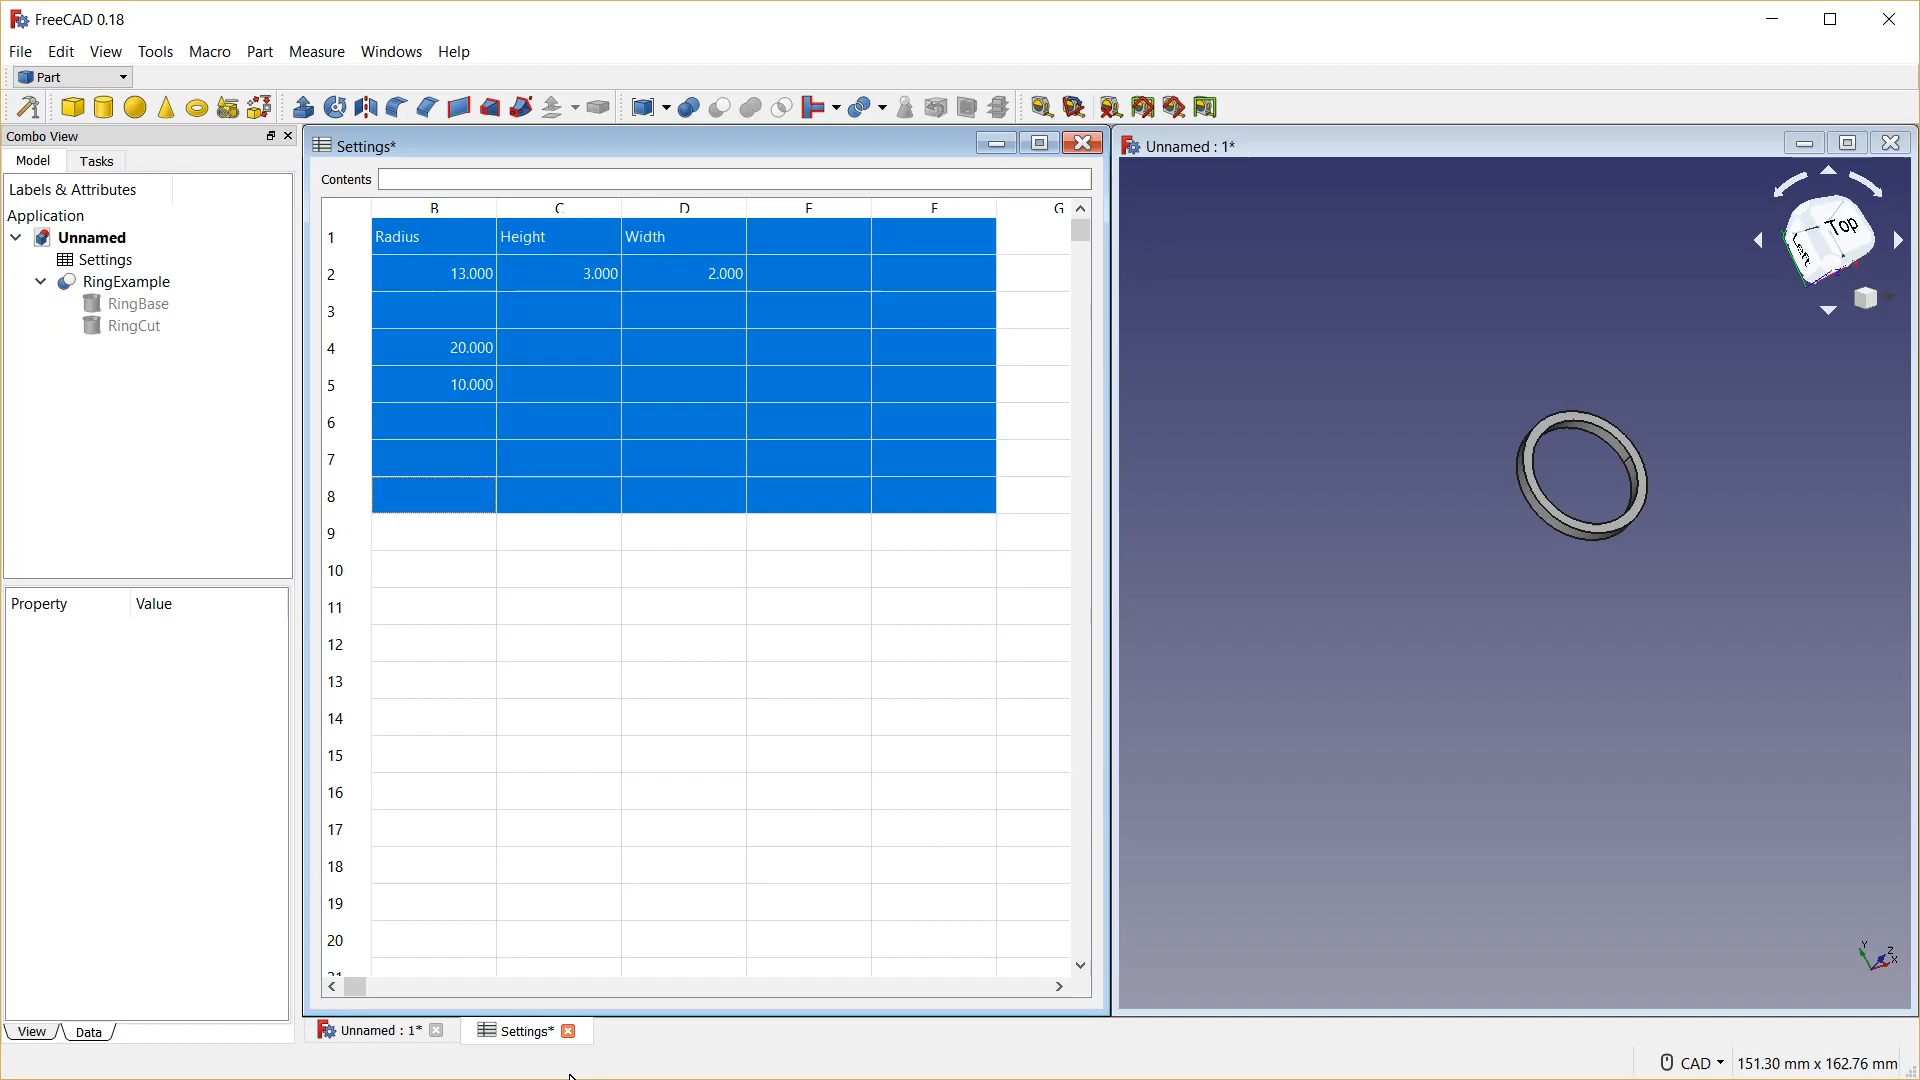 FreeCAD 0.18
File Edit View Tools Macro Part Measure Windows Help
Part
Combo View
Model Tasks
Labels & Attributes
Application
Unnamed
Settings
RingExample
RingBase
RingCut
Property Value
View Data
Settings*
Contents
B C D E F G
1 Radius Height Width
2 13.000 3.000 2.000
3
4 20.000
5 10.000
6
7
8
9
10
11
12
13
14
15
16
17
18
19
20
21
Unnamed : 1*
Top
Left
Y Z X
Unnamed : 1* Settings*
CAD 151.30 mm x 162.76 mm